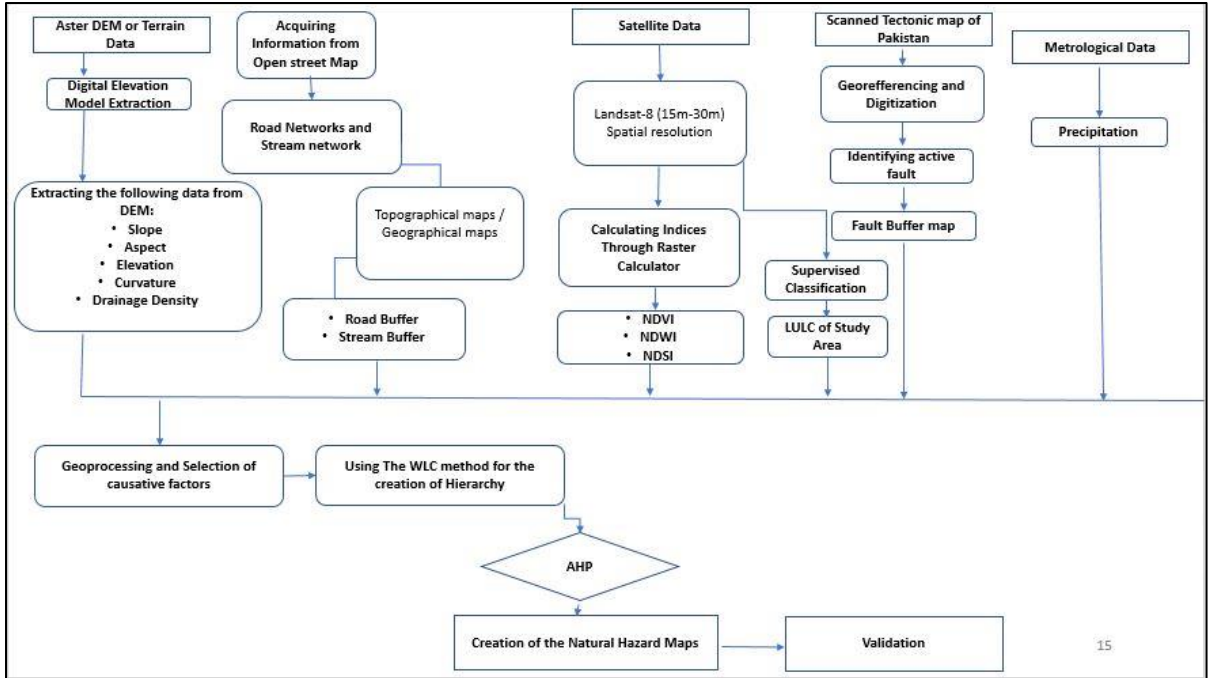 Aster DEM or Terrain
Data
Digital Elevation
Model Extraction
Extracting the following data from
DEM:
• Slope
• Aspect
• Elevation
• Curvature
• Drainage Density
Acquiring
Information from
Open street Map
Road Networks and
Stream network
Topographical maps /
Geographical maps
• Road Buffer
• Stream Buffer
Satellite Data
Landsat-8 (15m-30m)
Spatial resolution
Calculating Indices
Through Raster
Calculator
• NDVI
• NDWI
• NDSI
Supervised
Classification
LULC of Study
Area
Scanned Tectonic map of
Pakistan
Georefferencing and
Digitization
Identifying active
fault
Fault Buffer map
Metrological Data
Precipitation
Geoprocessing and Selection of
causative factors
Using The WLC method for the
creation of Hierarchy
AHP
Creation of the Natural Hazard Maps
Validation
15